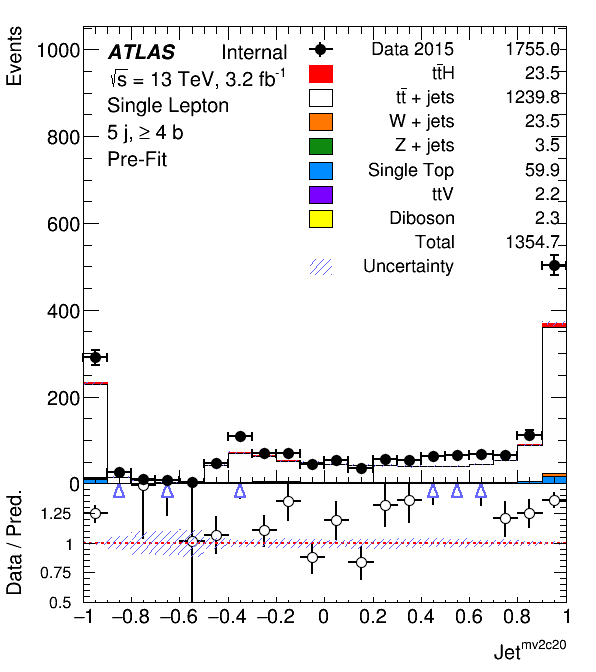 Events
1000
800
600
400
200
0
ATLAS Internal
√s = 13 TeV, 3.2 fb-1
Single Lepton
5 j, ≥ 4 b
Pre-Fit
Data 2015 1755.0
tt̄H 23.5
tt̄ + jets 1239.8
W + jets 23.5
Z + jets 3.5
Single Top 59.9
ttV 2.2
Diboson 2.3
Total 1354.7
Uncertainty
Data / Pred.
1.25
1
0.75
0.5
−1 −0.8 −0.6 −0.4 −0.2 0 0.2 0.4 0.6 0.8 1
Jetmv2c20